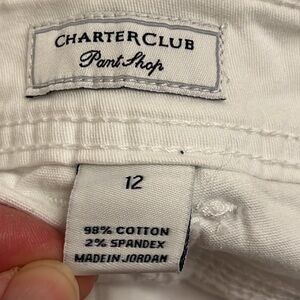 CHARTER CLUB
Pant Shop
12
98% COTTON
2% SPANDEX
MADE IN JORDAN